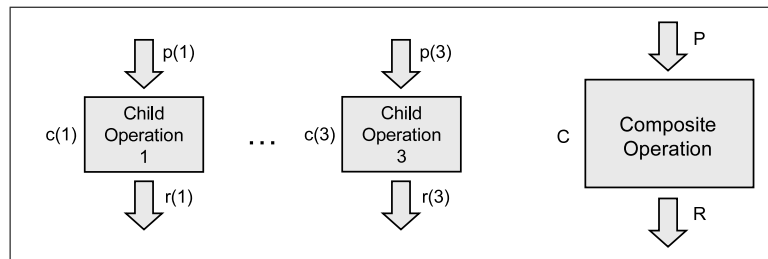 p(1)
c(1)
Child
Operation
1
r(1)
...
p(3)
c(3)
Child
Operation
3
r(3)
P
C
Composite
Operation
R